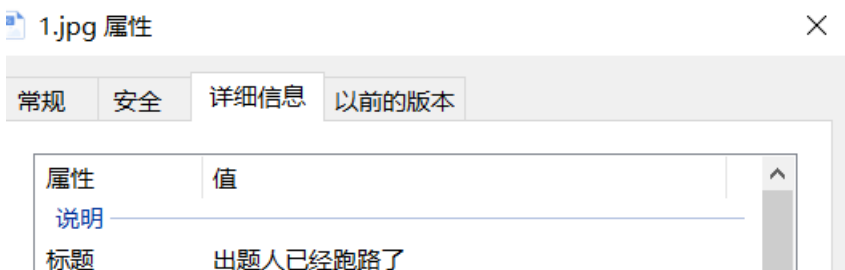 1.jpg 属性
常规 安全 详细信息 以前的版本
属性 值
说明
标题 出题人已经跑路了